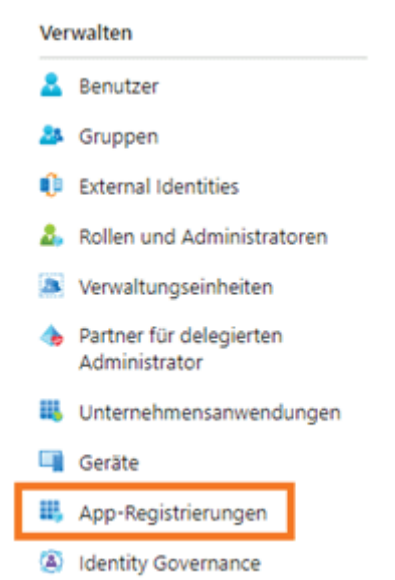 Verwalten
Benutzer
Gruppen
External Identities
Rollen und Administratoren
Verwaltungseinheiten
Partner für delegierten
Administrator
Unternehmensanwendungen
Geräte
App-Registrierungen
Identity Governance